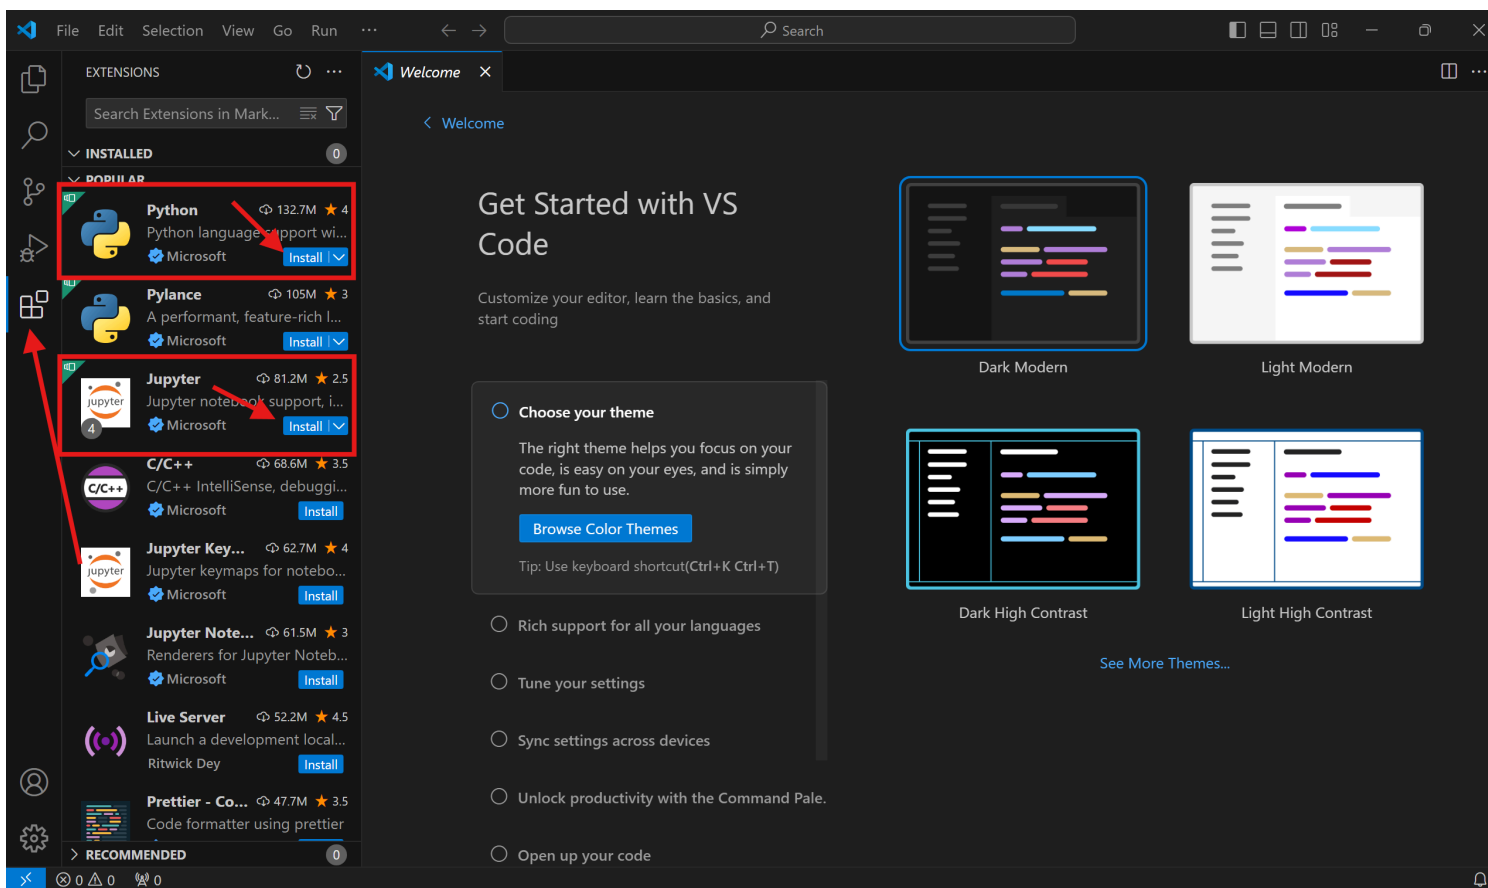 File Edit Selection View Go Run ···
Search
EXTENSIONS
Search Extensions in Mark...
INSTALLED 0
POPULAR
Python 132.7M ★ 4
Python language support wi...
Microsoft Install
Pylance 105M ★ 3
A performant, feature-rich l...
Microsoft Install
Jupyter 81.2M ★ 2.5
Jupyter notebook support, i...
jupyter
4
Microsoft Install
C/C++ 68.6M ★ 3.5
C/C++ IntelliSense, debuggi...
C/C++
Microsoft Install
Jupyter Key... 62.7M ★ 4
Jupyter keymaps for notebo...
jupyter
Microsoft Install
Jupyter Note... 61.5M ★ 3
Renderers for Jupyter Noteb...
Microsoft Install
Live Server 52.2M ★ 4.5
Launch a development local...
Ritwick Dey Install
Prettier - Co... 47.7M ★ 3.5
Code formatter using prettier
RECOMMENDED 0
Welcome
Welcome
Get Started with VS
Code
Customize your editor, learn the basics, and
start coding
Choose your theme
The right theme helps you focus on your
code, is easy on your eyes, and is simply
more fun to use.
Browse Color Themes
Tip: Use keyboard shortcut(Ctrl+K Ctrl+T)
Rich support for all your languages
Tune your settings
Sync settings across devices
Unlock productivity with the Command Pale.
Open up your code
Dark Modern
Light Modern
Dark High Contrast
Light High Contrast
See More Themes...
0 0 0